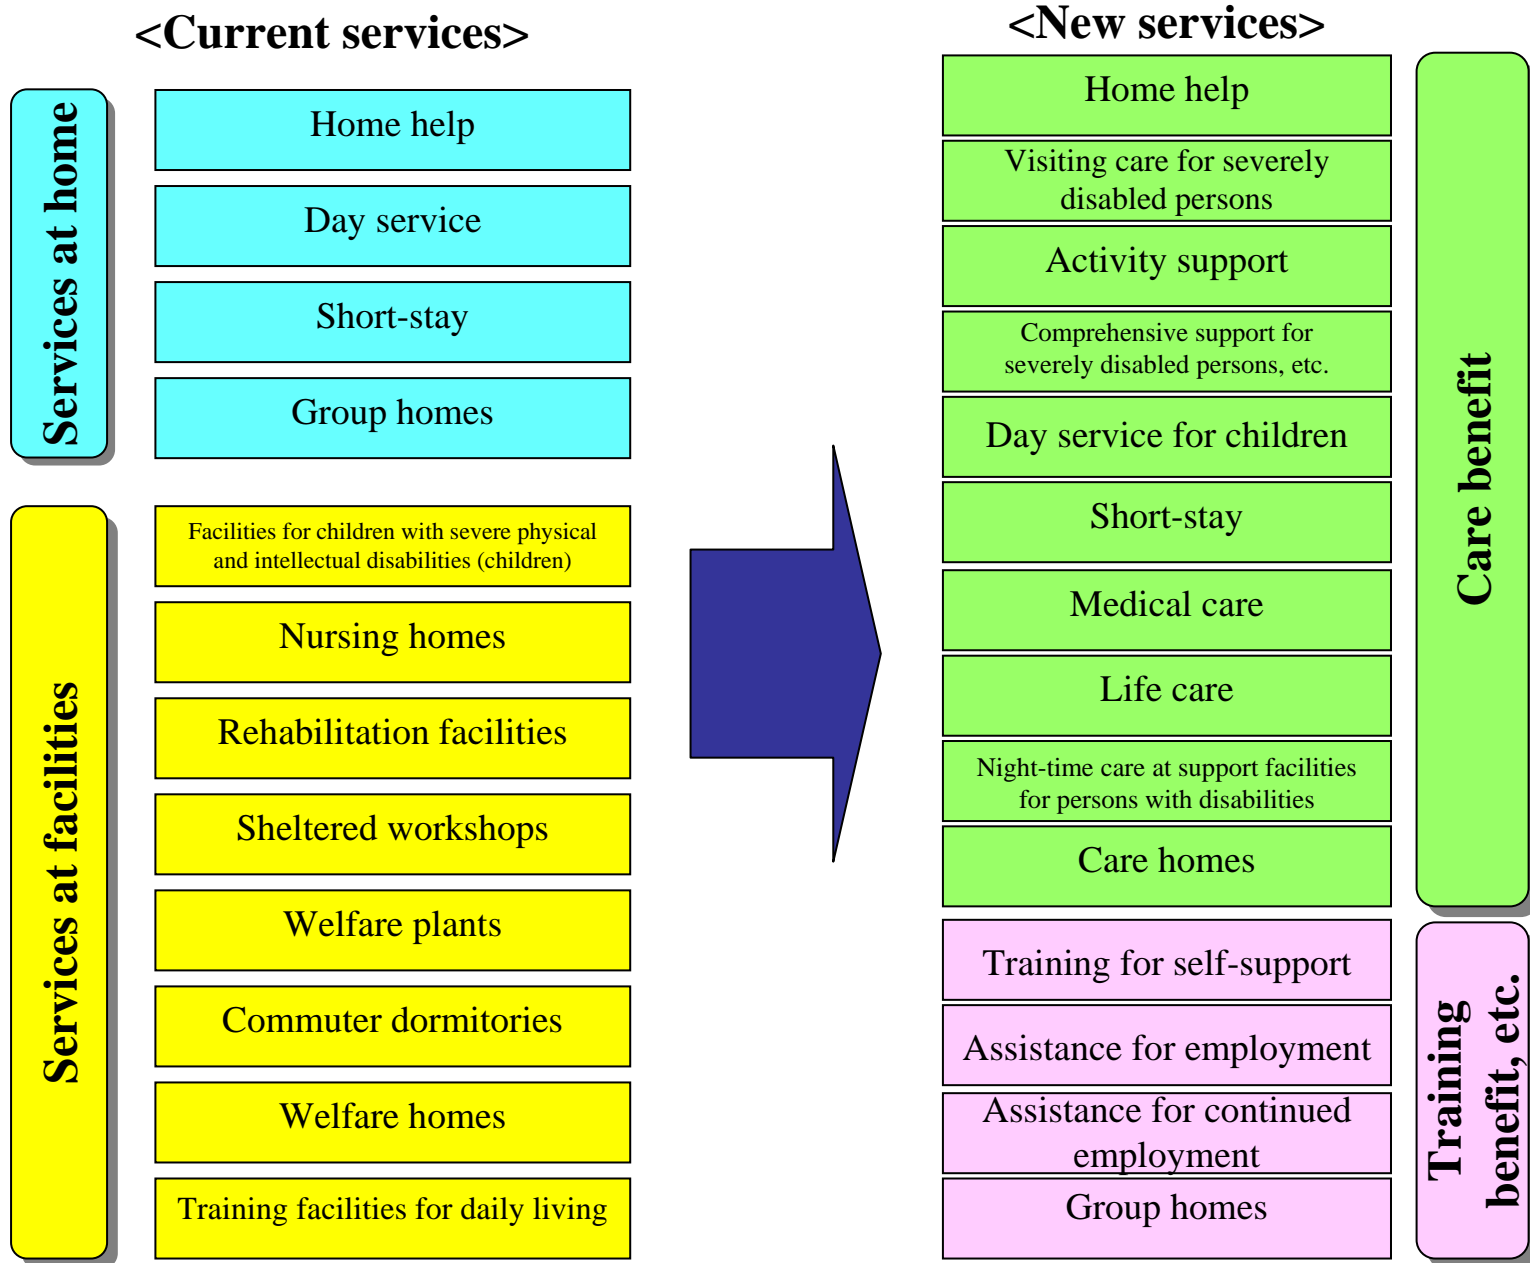 <Current services>
Services at home
Home help
Day service
Short-stay
Group homes
Services at facilities
Facilities for children with severe physical
and intellectual disabilities (children)
Nursing homes
Rehabilitation facilities
Sheltered workshops
Welfare plants
Commuter dormitories
Welfare homes
Training facilities for daily living
<New services>
Home help
Visiting care for severely
disabled persons
Activity support
Comprehensive support for
severely disabled persons, etc.
Day service for children
Short-stay
Medical care
Life care
Night-time care at support facilities
for persons with disabilities
Care homes
Care benefit
Training for self-support
Assistance for employment
Assistance for continued
employment
Group homes
Training
benefit, etc.